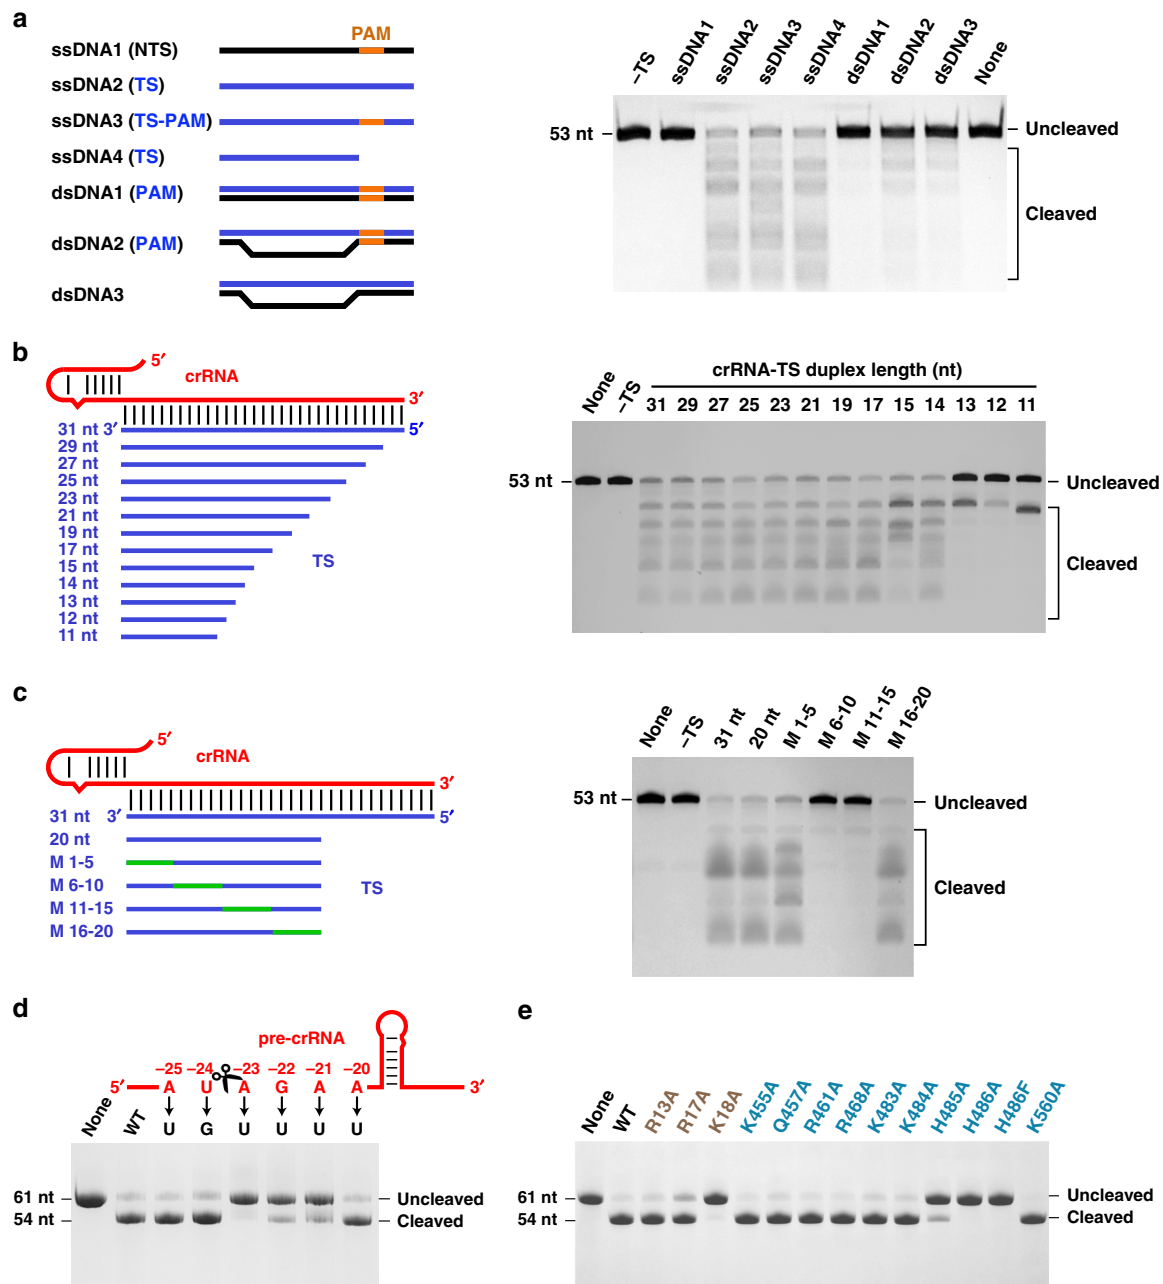 a
PAM
ssDNA1 (NTS)
ssDNA2 (TS)
ssDNA3 (TS-PAM)
ssDNA4 (TS)
dsDNA1 (PAM)
dsDNA2 (PAM)
dsDNA3
–TS ssDNA1 ssDNA2 ssDNA3 ssDNA4 dsDNA1 dsDNA2 dsDNA3 None
53 nt Uncleaved
Cleaved
b
5′
crRNA
3′
31 nt 3′ 5′
29 nt
27 nt
25 nt
23 nt
21 nt
19 nt
17 nt
TS
15 nt
14 nt
13 nt
12 nt
11 nt
crRNA-TS duplex length (nt)
None –TS 31 29 27 25 23 21 19 17 15 14 13 12 11
53 nt Uncleaved
Cleaved
c
5′
crRNA
3′
31 nt 3′ 5′
20 nt
M 1-5
M 6-10 TS
M 11-15
M 16-20
None –TS 31 nt 20 nt M 1-5 M 6-10 M 11-15 M 16-20
53 nt Uncleaved
Cleaved
d
pre-crRNA
–25 –24 –23 –22 –21 –20
5′ A U A G A A 3′
None WT U G U U U U
61 nt Uncleaved
54 nt Cleaved
e
None WT R13A R17A K18A K455A Q457A R461A R468A K483A K484A H485A H486A H486F K560A
61 nt Uncleaved
54 nt Cleaved